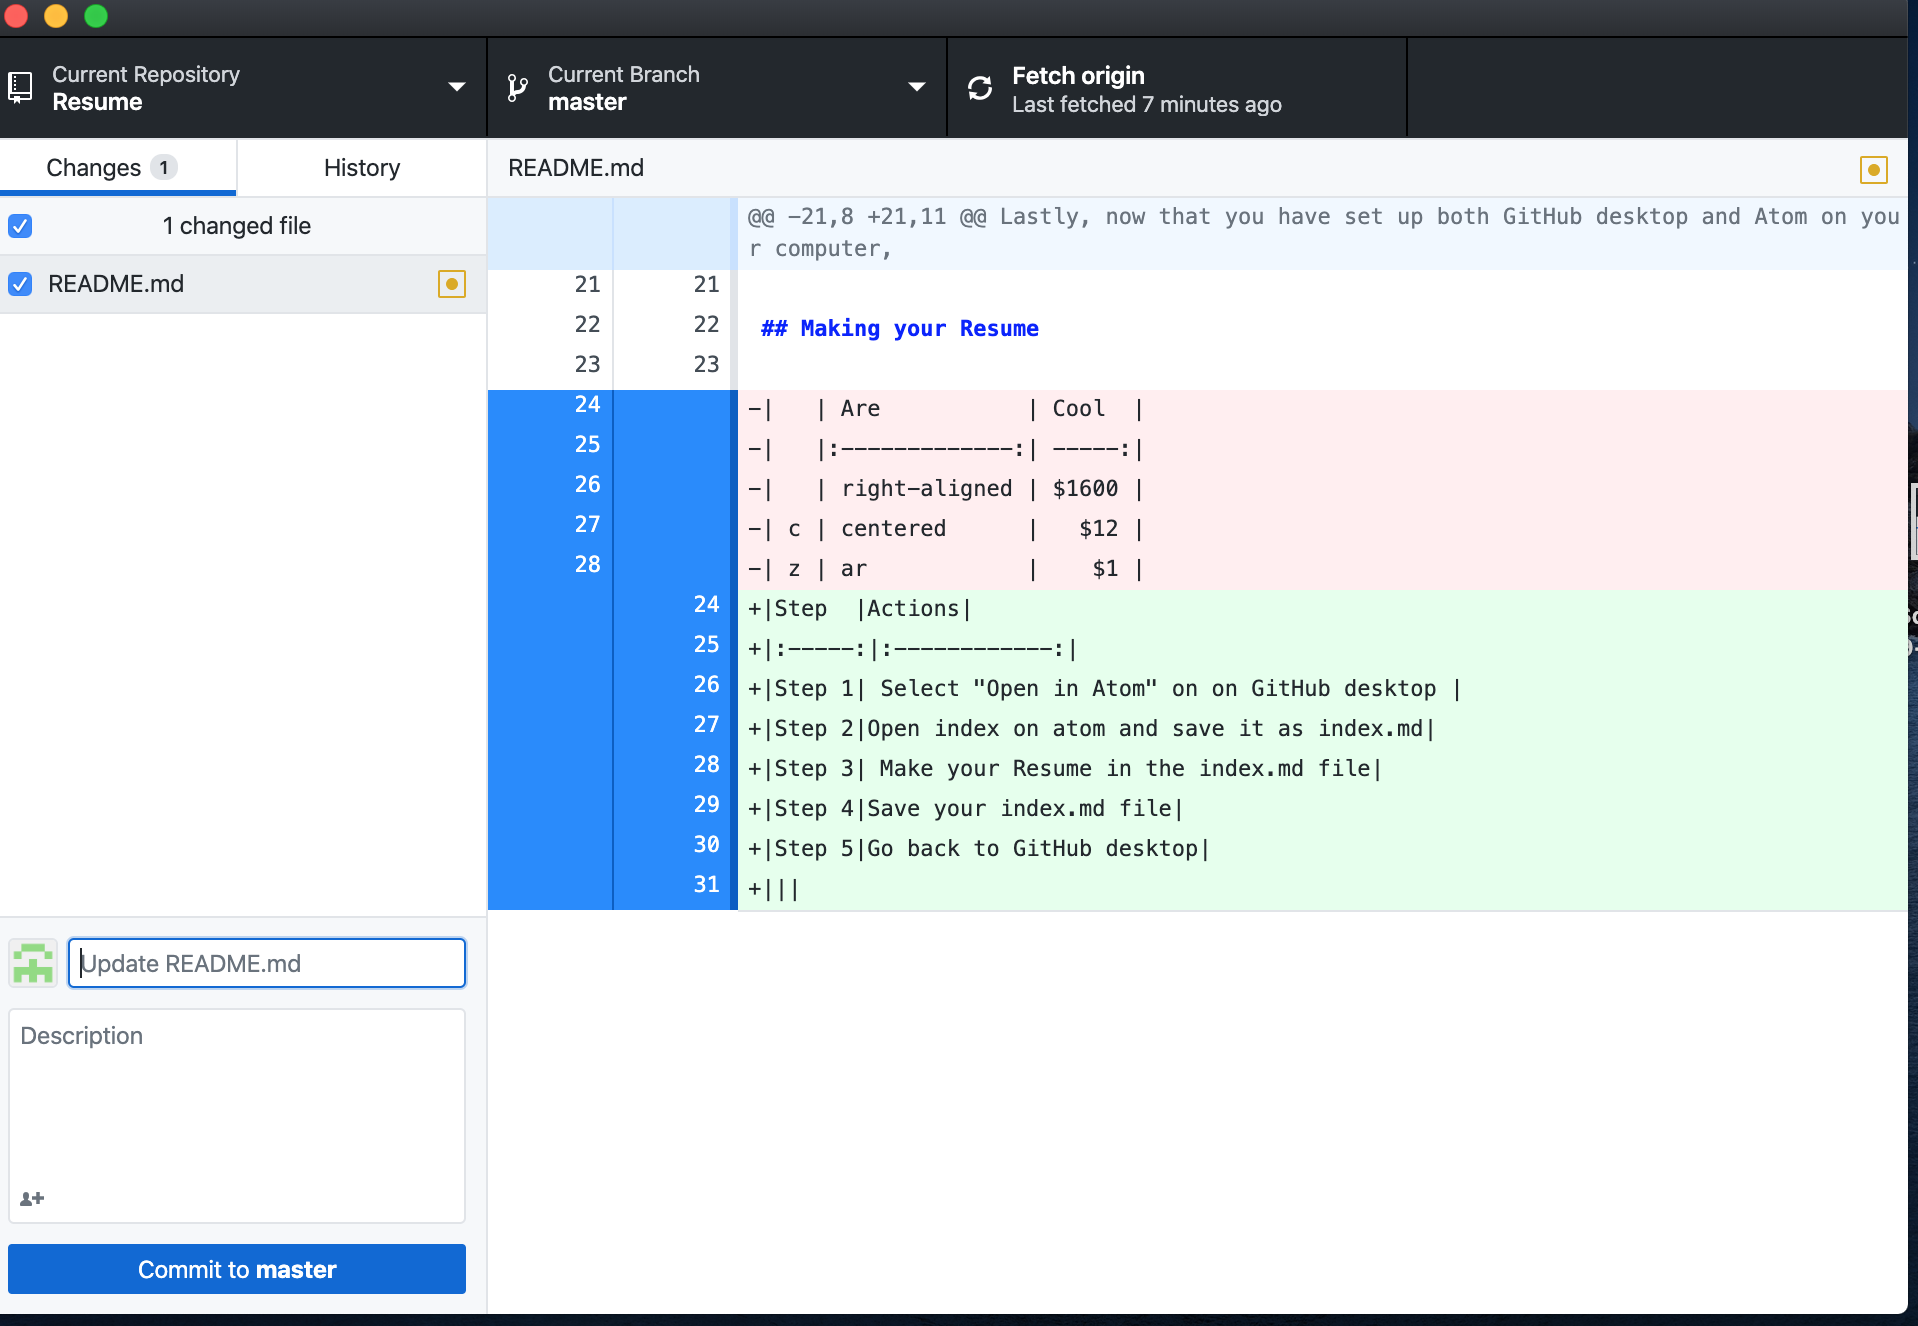 Current Repository
Resume
Current Branch
master
Fetch origin
Last fetched 7 minutes ago
Changes 1
History
README.md
1 changed file
README.md
@@ -21,8 +21,11 @@ Lastly, now that you have set up both GitHub desktop and Atom on you
r computer,
21 21
22 22 ## Making your Resume
23 23
24 -|   | Are           | Cool  |
25 -|   |:-------------:| -----:|
26 -|   | right-aligned | $1600 |
27 -| c | centered      |   $12 |
28 -| z | ar            |    $1 |
24 +|Step  |Actions|
25 +|:-----:|:------------:|
26 +|Step 1| Select "Open in Atom" on on GitHub desktop |
27 +|Step 2|Open index on atom and save it as index.md|
28 +|Step 3| Make your Resume in the index.md file|
29 +|Step 4|Save your index.md file|
30 +|Step 5|Go back to GitHub desktop|
31 +|||
Update README.md
Description
Commit to master